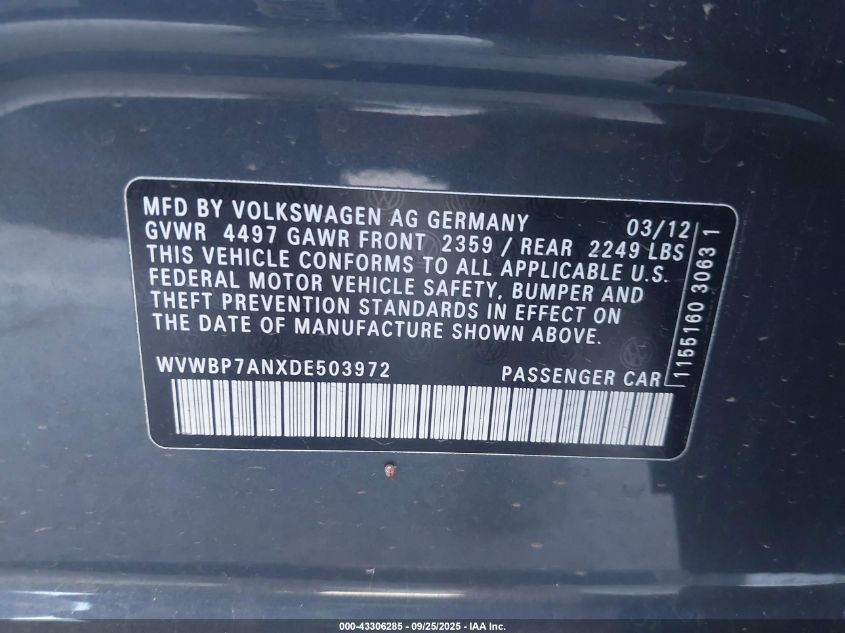 MFD BY VOLKSWAGEN AG GERMANY 03/12
GVWR 4497 GAWR FRONT 2359 / REAR 2249 LBS
THIS VEHICLE CONFORMS TO ALL APPLICABLE U.S.
FEDERAL MOTOR VEHICLE SAFETY, BUMPER AND
THEFT PREVENTION STANDARDS IN EFFECT ON
THE DATE OF MANUFACTURE SHOWN ABOVE.
WVWBP7ANXDE503972 PASSENGER CAR
1155160 3063 1
000-43306285 - 09/25/2025 - IAA Inc.